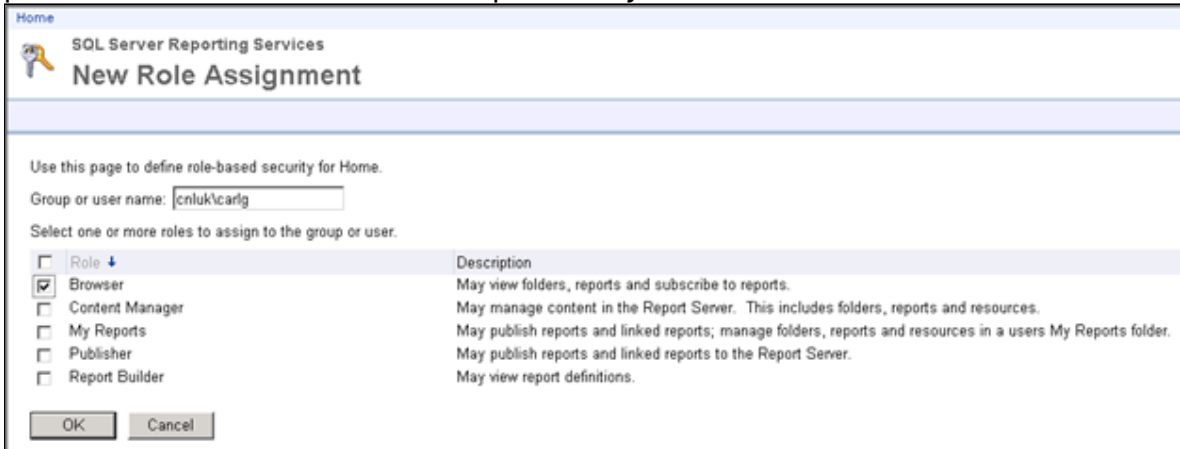 Home
SQL Server Reporting Services
New Role Assignment
Use this page to define role-based security for Home.
Group or user name: cnluk\carlg
Select one or more roles to assign to the group or user.
Role Description
Browser May view folders, reports and subscribe to reports.
Content Manager May manage content in the Report Server. This includes folders, reports and resources.
My Reports May publish reports and linked reports; manage folders, reports and resources in a users My Reports folder.
Publisher May publish reports and linked reports to the Report Server.
Report Builder May view report definitions.
OK Cancel